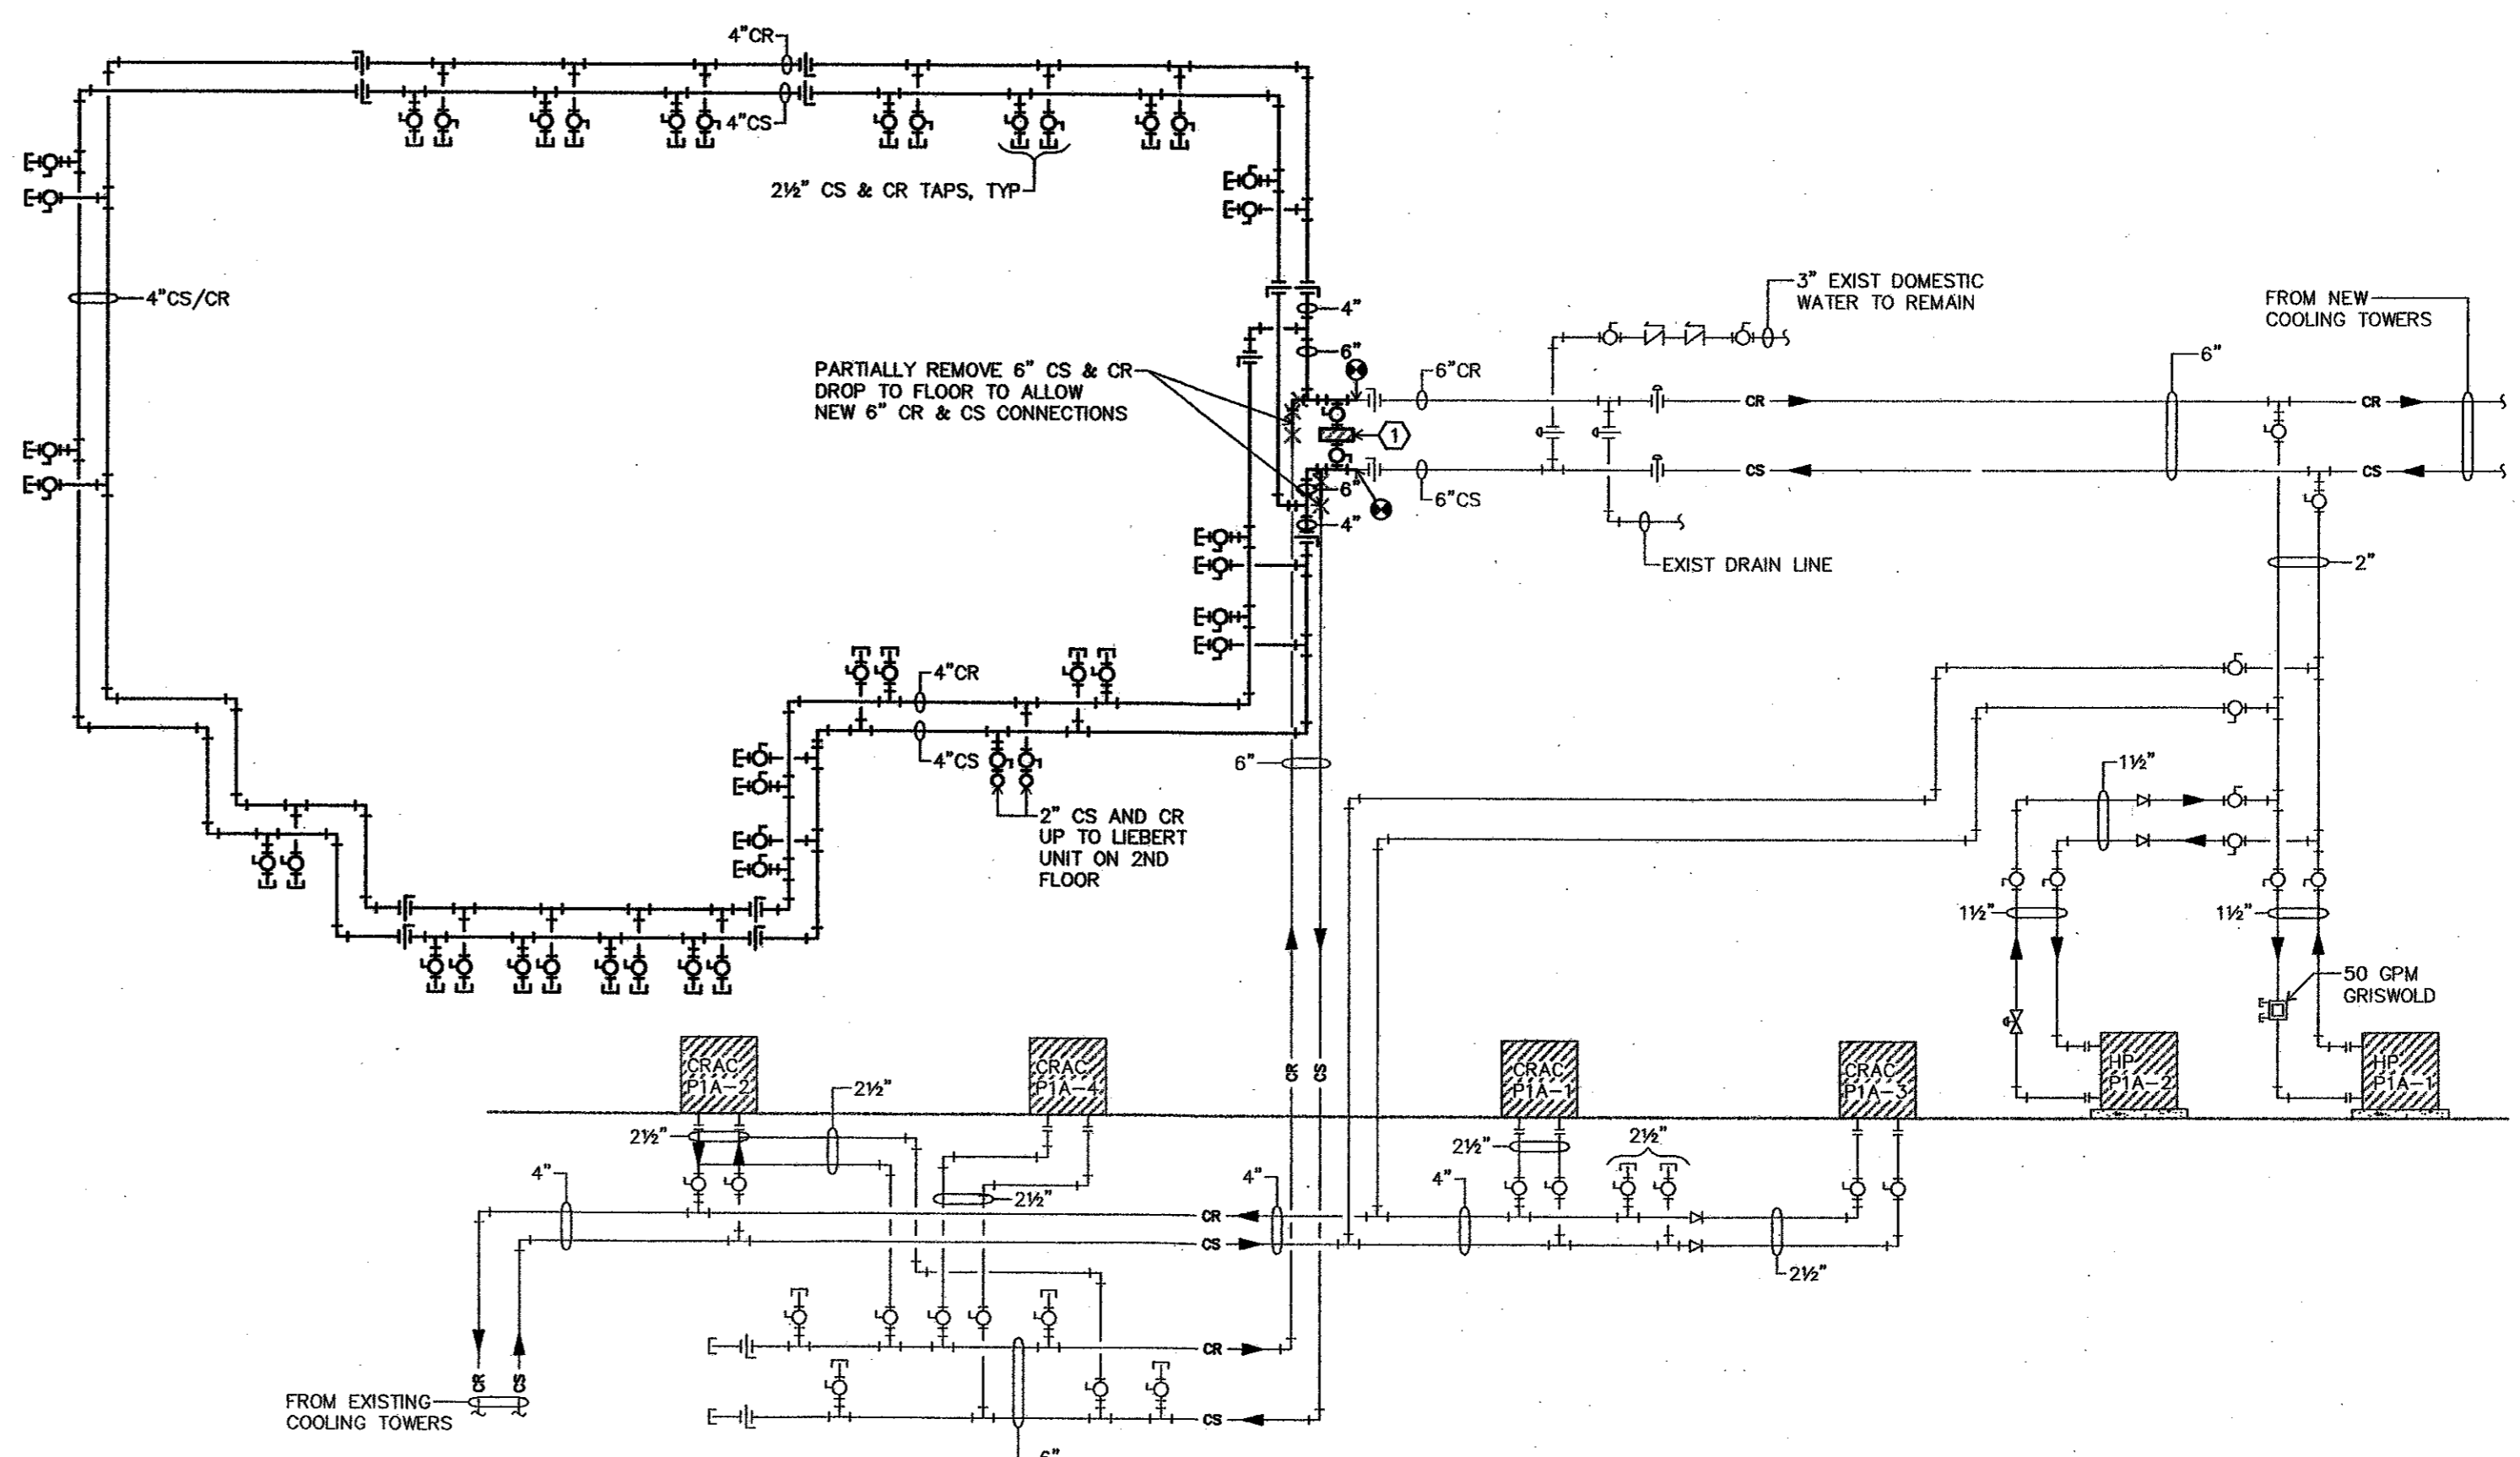 4"CR
4"CS
2½" CS & CR TAPS, TYP
4"CS/CR
4"
6"
3" EXIST DOMESTIC
WATER TO REMAIN
FROM NEW
COOLING TOWERS
6"
PARTIALLY REMOVE 6" CS & CR
DROP TO FLOOR TO ALLOW
NEW 6" CR & CS CONNECTIONS
6"CR
CR
CR
1
CS
CS
6"
6"CS
4"
EXIST DRAIN LINE
2"
4"CR
4"CS
6"
1½"
2" CS AND CR
UP TO LIEBERT
UNIT ON 2ND
FLOOR
1½"
1½"
50 GPM
GRISWOLD
CRAC
P1A-2
CRAC
P1A-4
CR
CS
CRAC
P1A-1
CRAC
P1A-3
HP
P1A-2
HP
P1A-1
2½"
2½"
2½"
2½"
4"
2½"
4"
4"
CR
CS
2½"
CR
CR
CS
FROM EXISTING
COOLING TOWERS
CS
6"